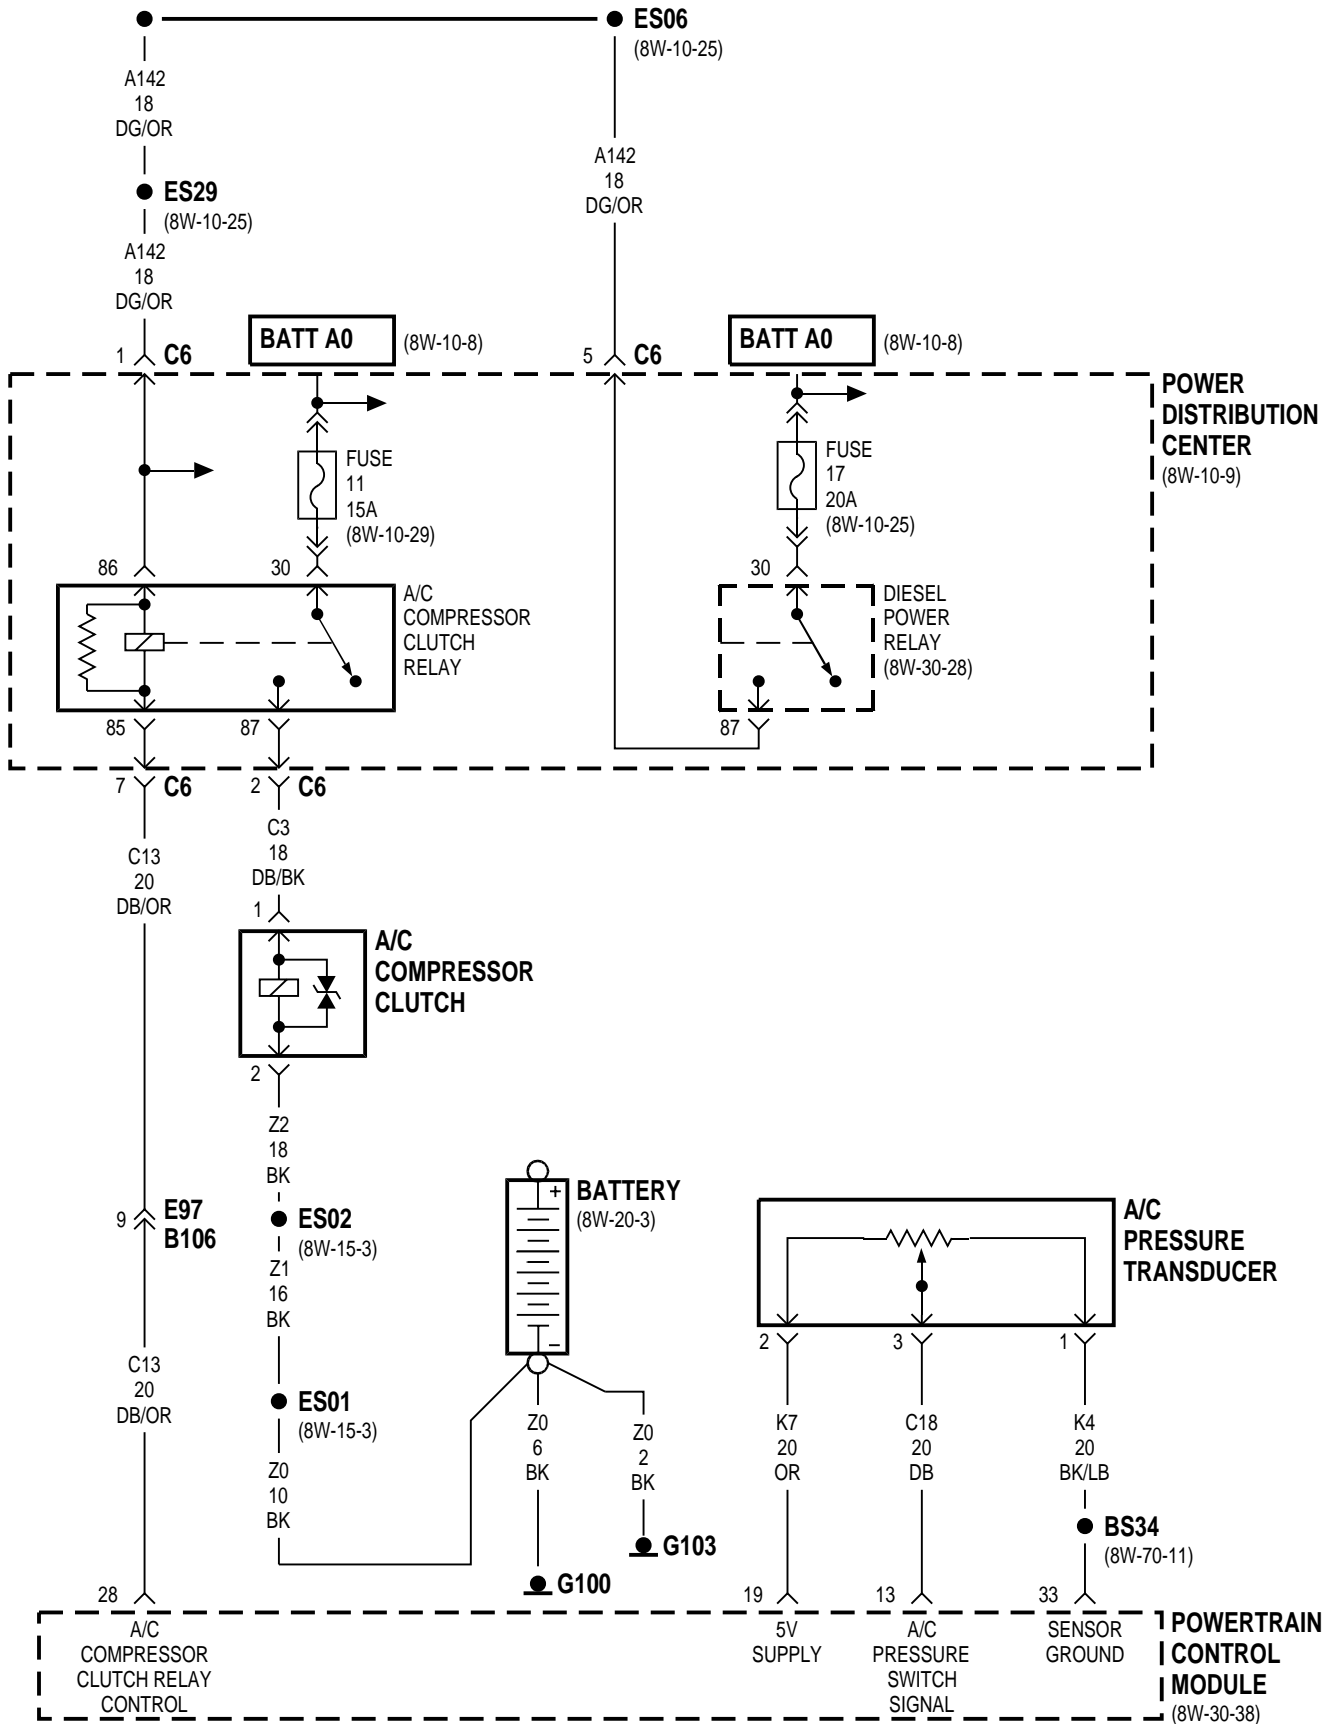 ES06
(8W-10-25)
A142
18
DG/OR
ES29
(8W-10-25)
A142
18
DG/OR
A142
18
DG/OR
1 C6
BATT A0 (8W-10-8)
5 C6
BATT A0 (8W-10-8)
POWER
DISTRIBUTION
CENTER
(8W-10-9)
FUSE
11
15A
(8W-10-29)
FUSE
17
20A
(8W-10-25)
86
30
30
A/C
COMPRESSOR
CLUTCH
RELAY
DIESEL
POWER
RELAY
(8W-30-28)
85
87
87
7 C6
2 C6
C13
20
DB/OR
C3
18
DB/BK
1
A/C
COMPRESSOR
CLUTCH
2
Z2
18
BK
9 E97
B106
ES02
(8W-15-3)
Z1
16
BK
BATTERY
(8W-20-3)
+
–
A/C
PRESSURE
TRANSDUCER
2
3
1
C13
20
DB/OR
ES01
(8W-15-3)
Z0
10
BK
Z0
6
BK
Z0
2
BK
K7
20
OR
C18
20
DB
K4
20
BK/LB
BS34
(8W-70-11)
G103
G100
28
19
13
33
A/C
COMPRESSOR
CLUTCH RELAY
CONTROL
5V
SUPPLY
A/C
PRESSURE
SWITCH
SIGNAL
SENSOR
GROUND
POWERTRAIN
CONTROL
MODULE
(8W-30-38)